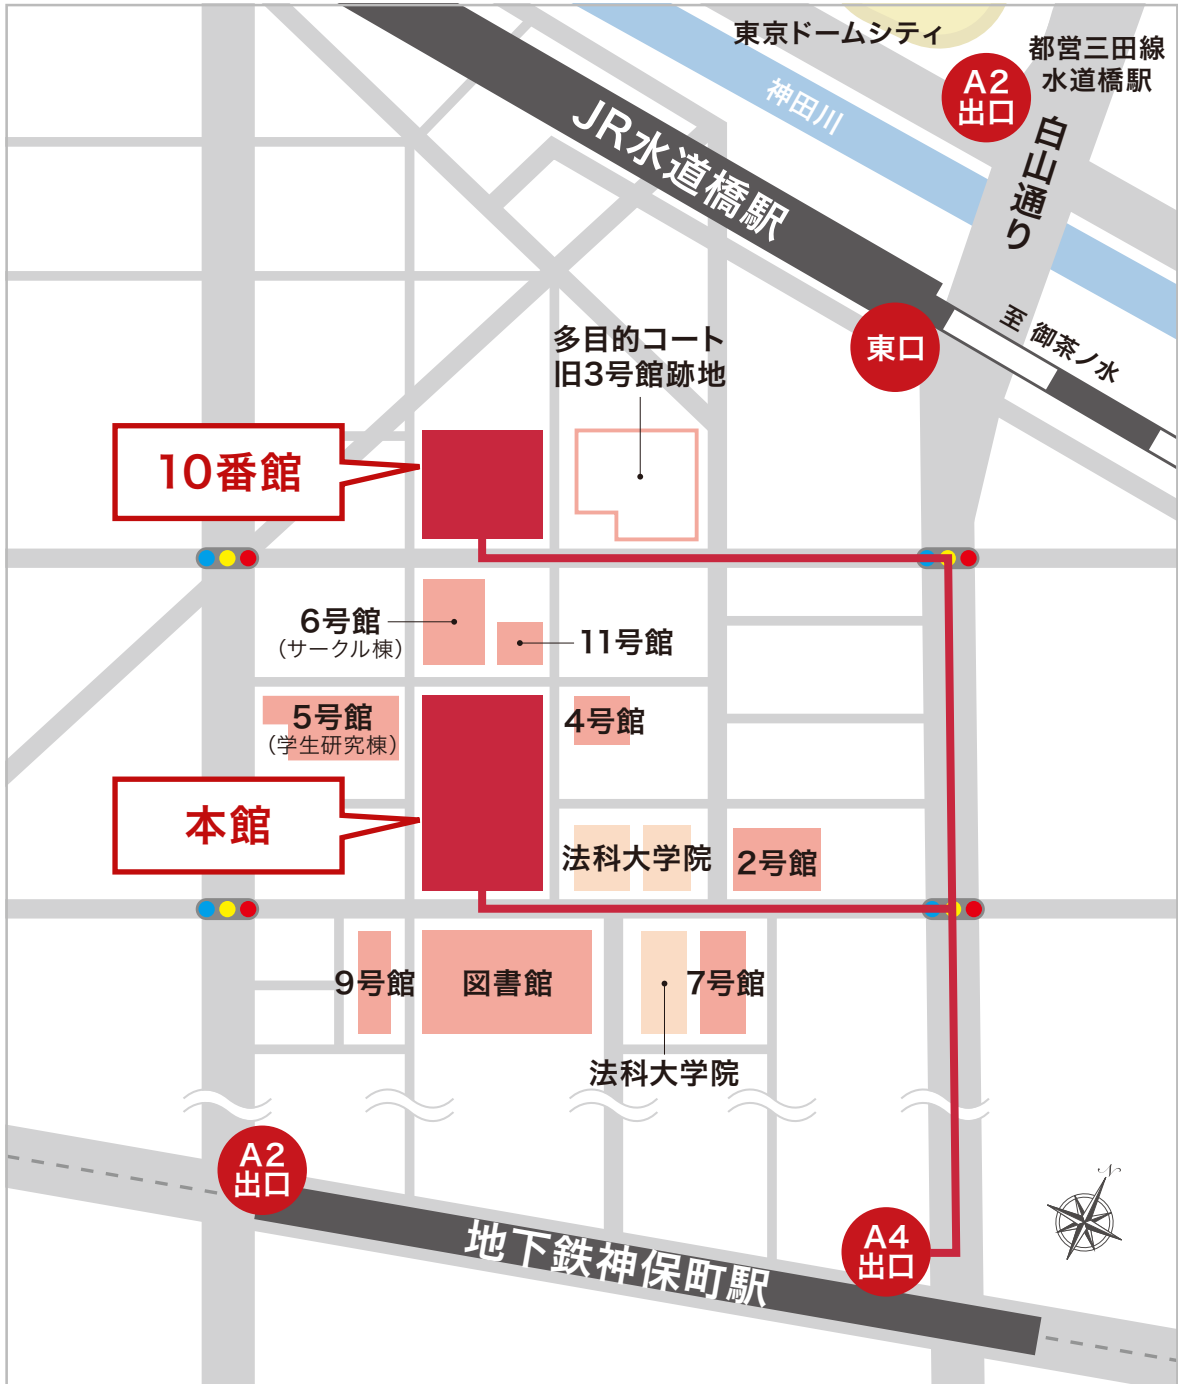 東京ドームシティ
都営三田線
水道橋駅
A2
出口
神田川
白山通り
JR水道橋駅
東口
至 御茶ノ水
多目的コート
旧3号館跡地
10番館
6号館
(サークル棟)
11号館
5号館
(学生研究棟)
4号館
本館
法科大学院
2号館
9号館
図書館
7号館
法科大学院
A2
出口
地下鉄神保町駅
A4
出口
N